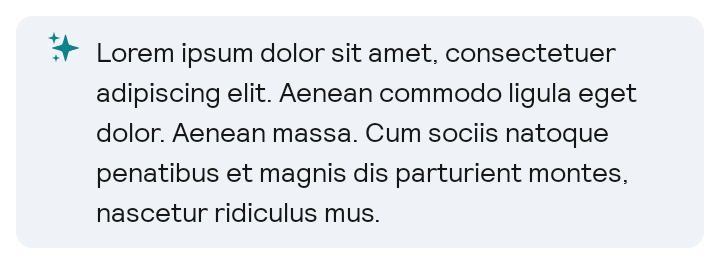 Lorem ipsum dolor sit amet, consectetuer
adipiscing elit. Aenean commodo ligula eget
dolor. Aenean massa. Cum sociis natoque
penatibus et magnis dis parturient montes,
nascetur ridiculus mus.